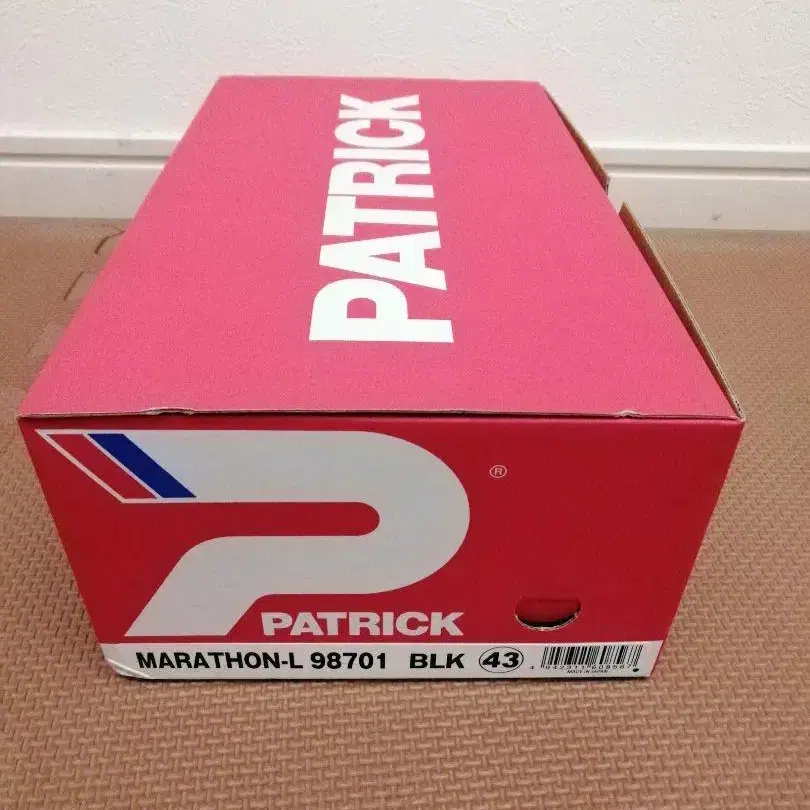 PATRICK
®
PATRICK
MARATHON-L 98701 BLK 43
MADE IN JAPAN